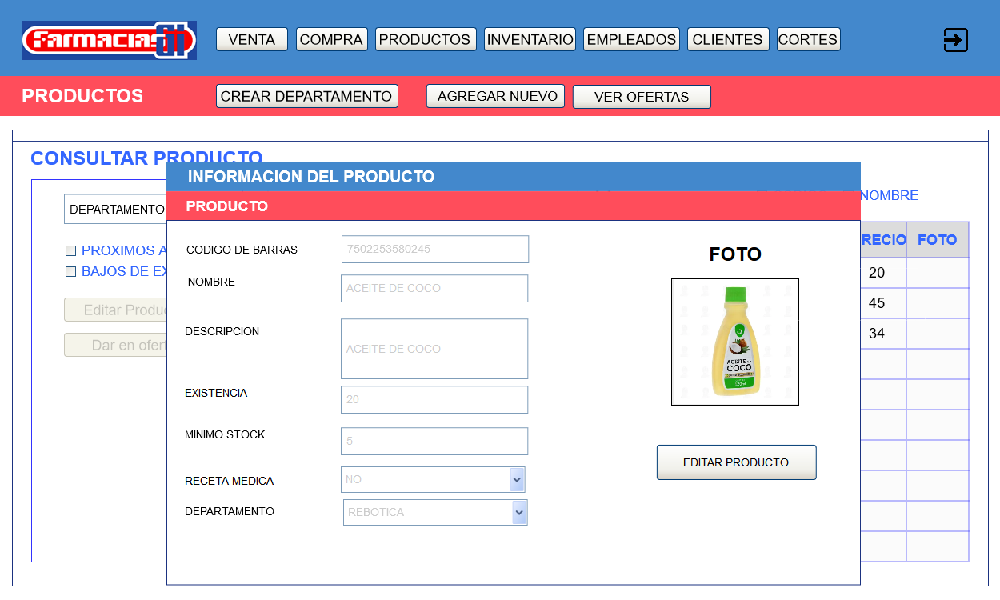 Farmacias GI
VENTA
COMPRA
PRODUCTOS
INVENTARIO
EMPLEADOS
CLIENTES
CORTES
PRODUCTOS
CREAR DEPARTAMENTO
AGREGAR NUEVO
VER OFERTAS
CONSULTAR PRODUCTO
INFORMACION DEL PRODUCTO
NOMBRE
PRODUCTO
DEPARTAMENTO
PROXIMOS A
BAJOS DE EX
Editar Produc
Dar en ofert
CODIGO DE BARRAS
7502253580245
NOMBRE
ACEITE DE COCO
DESCRIPCION
ACEITE DE COCO
EXISTENCIA
20
MINIMO STOCK
5
RECETA MEDICA
NO
DEPARTAMENTO
REBOTICA
FOTO
ACEITE
COCO
120 ml
EDITAR PRODUCTO
RECIO
FOTO
20
45
34